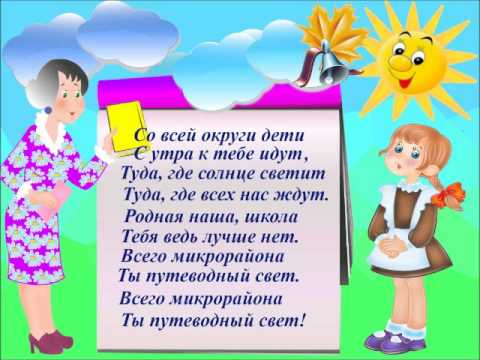 Со всей округи дети
С утра к тебе идут,
Туда, где солнце светит
Туда, где всех нас ждут.
Родная наша, школа
Тебя ведь лучше нет.
Всего микрорайона
Ты путеводный свет.
Всего микрорайона
Ты путеводный свет!